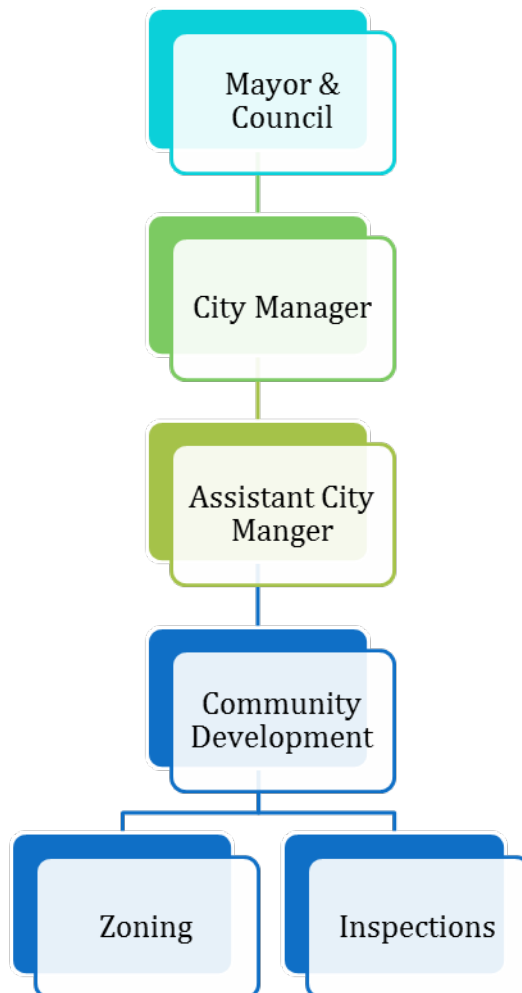 Mayor &
Council
City Manager
Assistant City
Manger
Community
Development
Zoning
Inspections